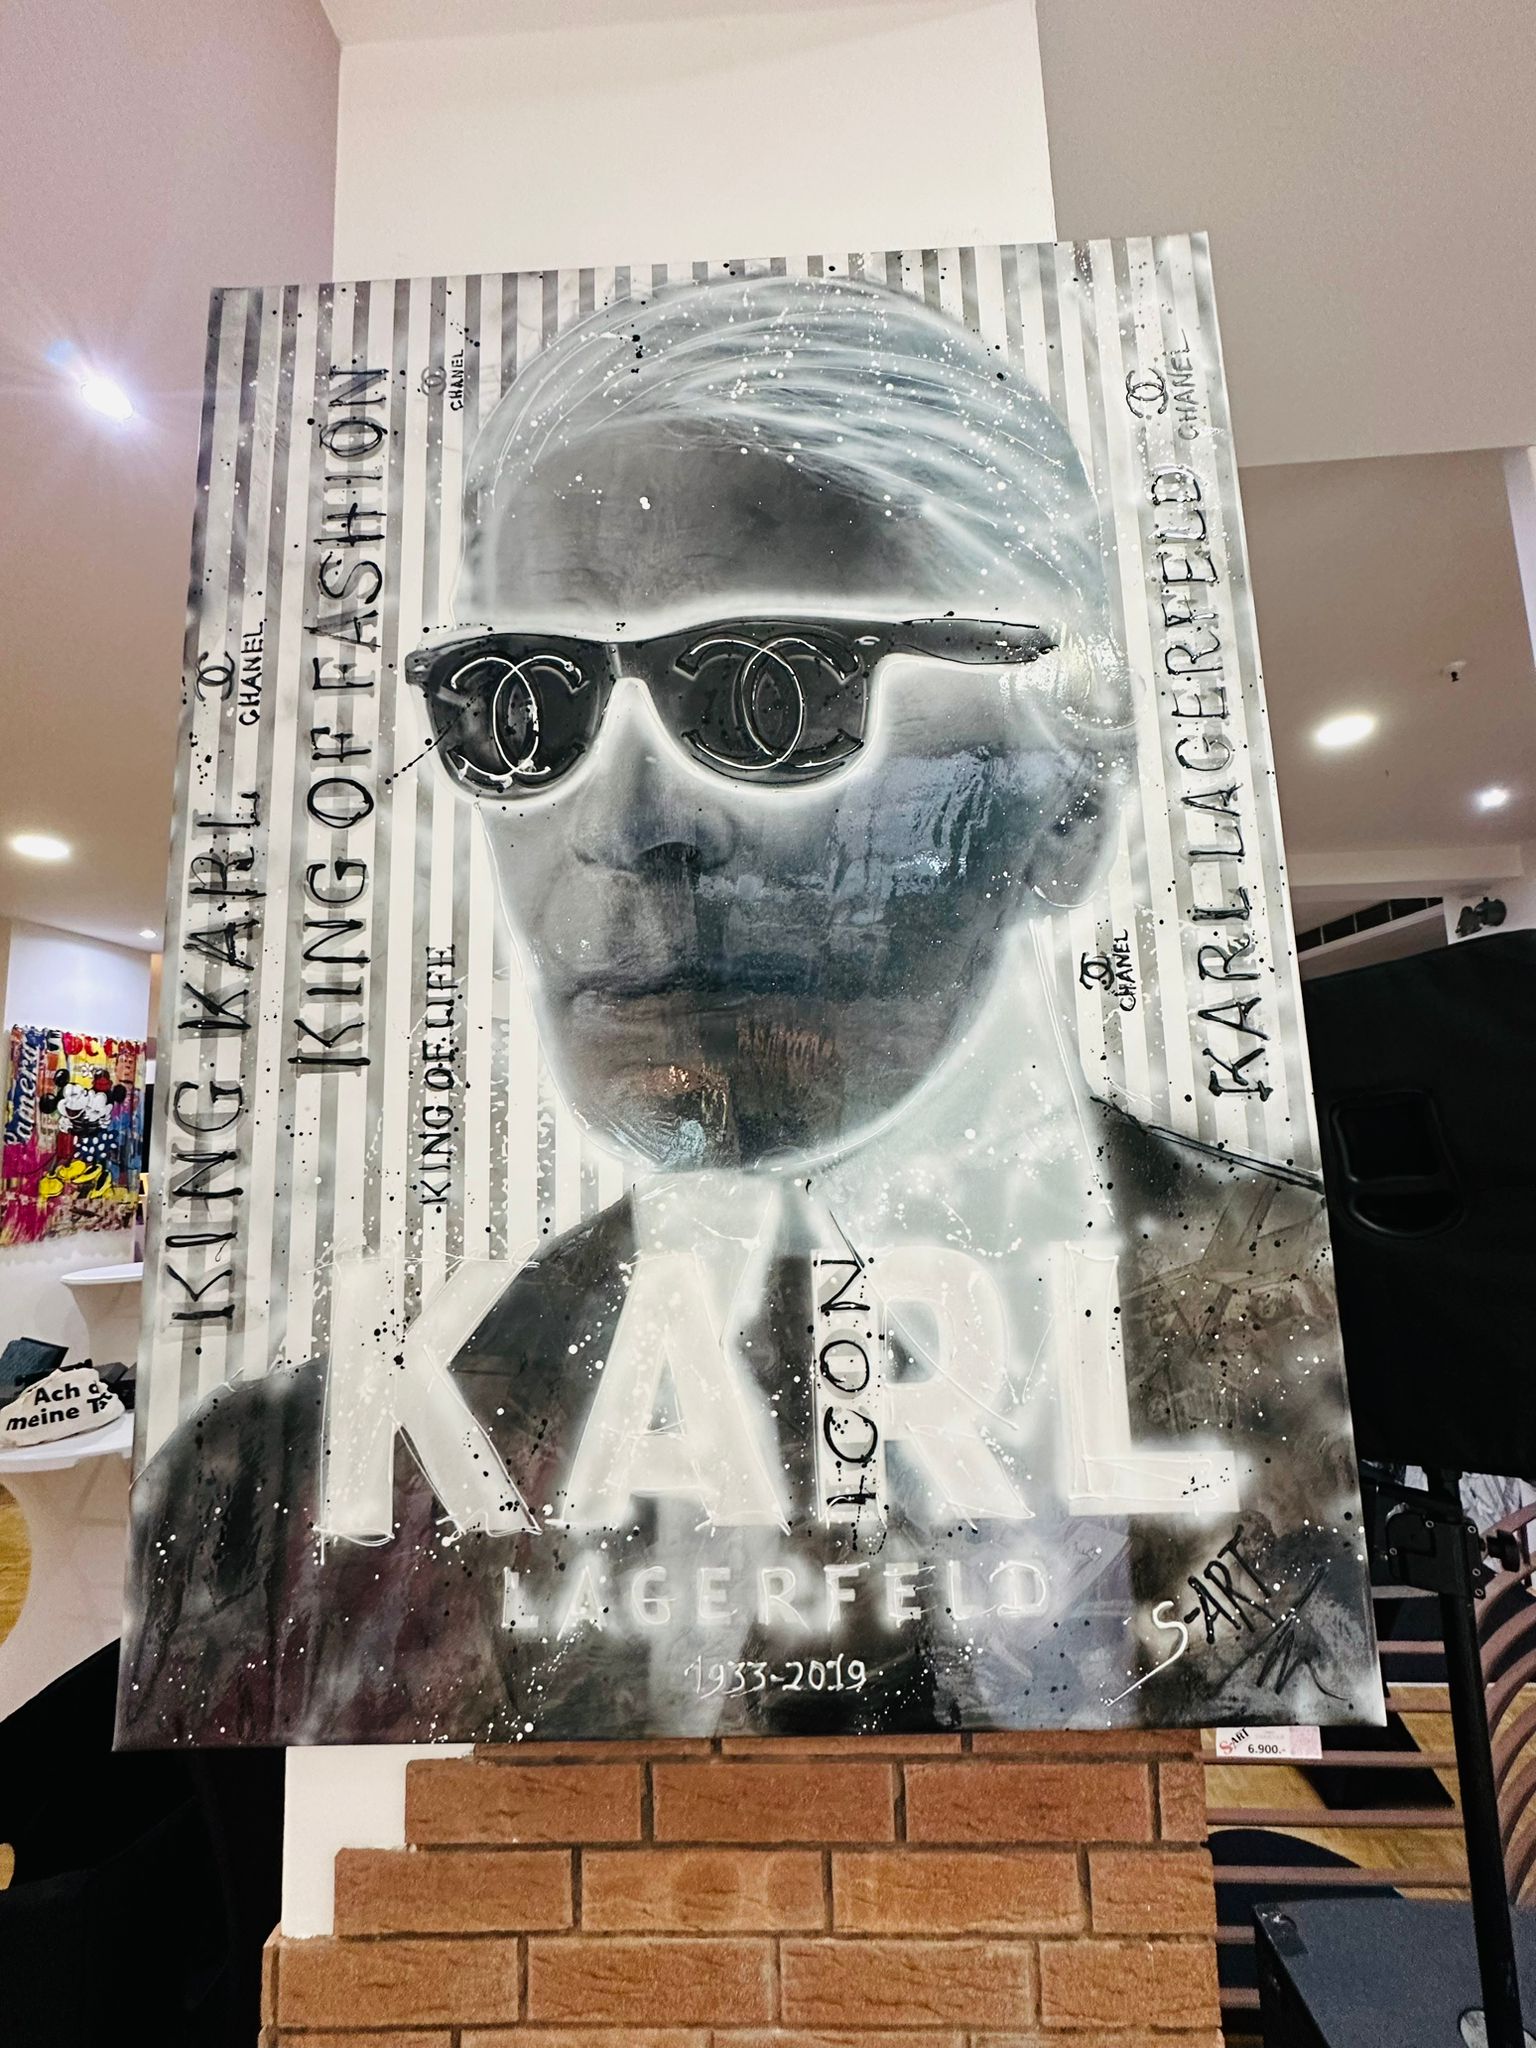 KING KARL
CHANEL
KING OF FASHION
CHANEL
KING OF LIFE
CHANEL
KARL LAGERFELD
CHANEL
KARL
ICON
LAGERFELD
1933-2019
S-ART
S-ART
6.900.-
Ach d
meine T